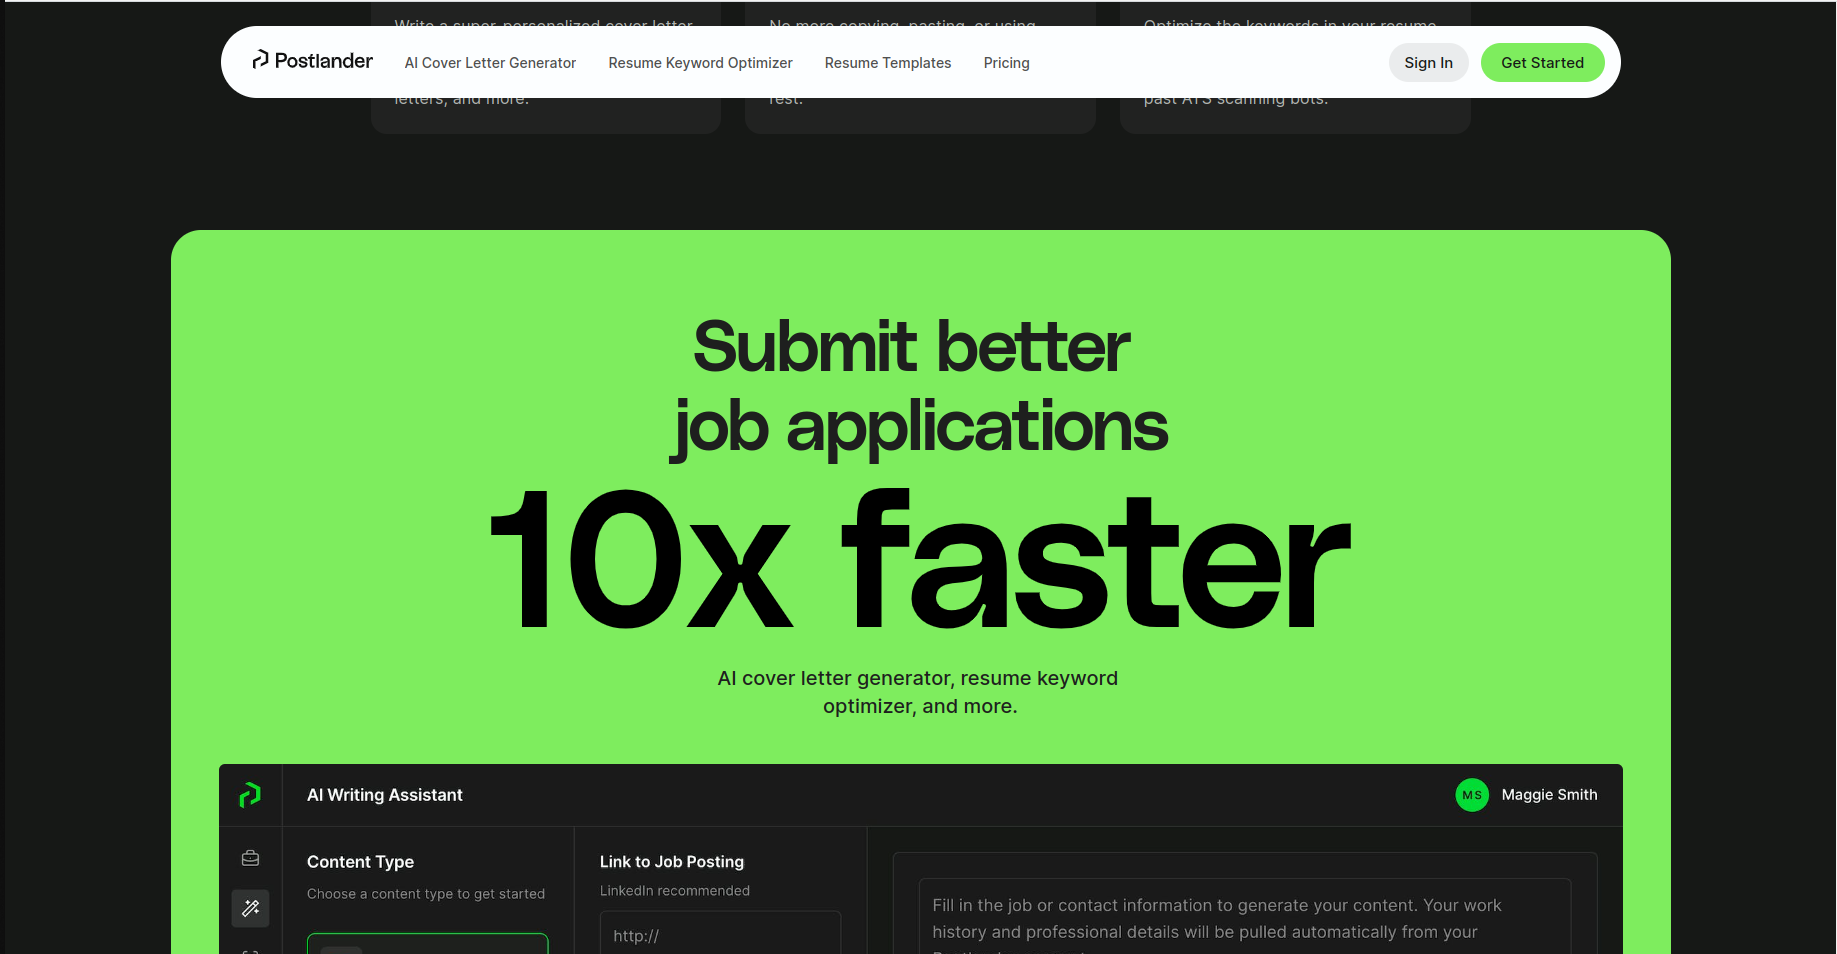 Write a super-personalized cover letter
No more copying, pasting, or using
Optimize the keywords in your resume
Postlander
AI Cover Letter Generator
Resume Keyword Optimizer
Resume Templates
Pricing
Sign In
Get Started
letters, and more.
rest.
past ATS scanning bots.
Submit better
job applications
10x faster
AI cover letter generator, resume keyword
optimizer, and more.
AI Writing Assistant
MS
Maggie Smith
Content Type
Choose a content type to get started
Link to Job Posting
LinkedIn recommended
http://
Fill in the job or contact information to generate your content. Your work
history and professional details will be pulled automatically from your